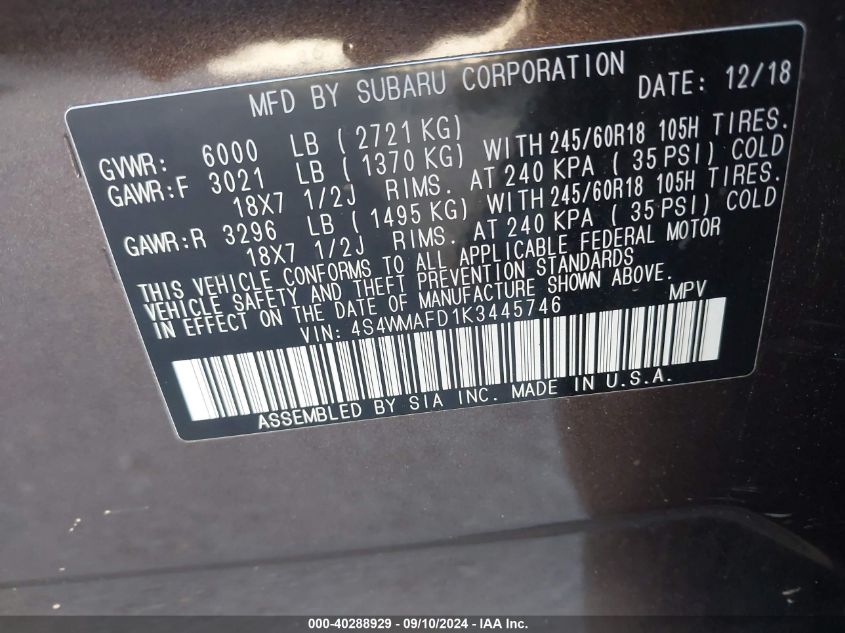 MFD BY SUBARU CORPORATION DATE: 12/18
GVWR: 6000 LB ( 2721 KG)
GAWR:F 3021 LB ( 1370 KG) WITH 245/60R18 105H TIRES.
18X7 1/2J RIMS. AT 240 KPA ( 35 PSI) COLD
GAWR:R 3296 LB ( 1495 KG) WITH 245/60R18 105H TIRES.
18X7 1/2J RIMS. AT 240 KPA ( 35 PSI) COLD
THIS VEHICLE CONFORMS TO ALL APPLICABLE FEDERAL MOTOR
VEHICLE SAFETY AND THEFT PREVENTION STANDARDS
IN EFFECT ON THE DATE OF MANUFACTURE SHOWN ABOVE.
VIN: 4S4WMAFD1K3445746 MPV
ASSEMBLED BY SIA INC. MADE IN U.S.A.
000-40288929 - 09/10/2024 - IAA Inc.